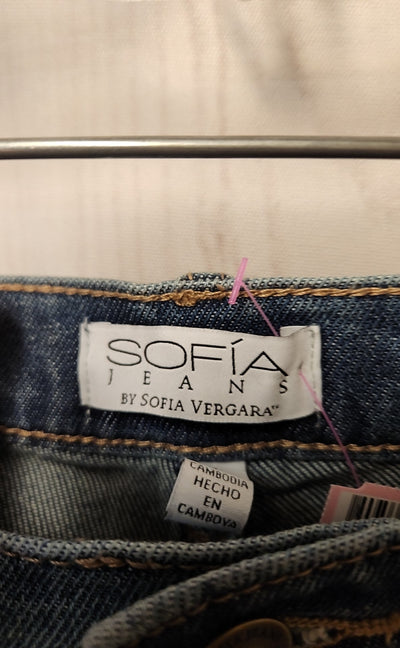 SOFÍA
JEANS
BY SOFIA VERGARA™
CAMBODIA
HECHO
EN
CAMBOYA